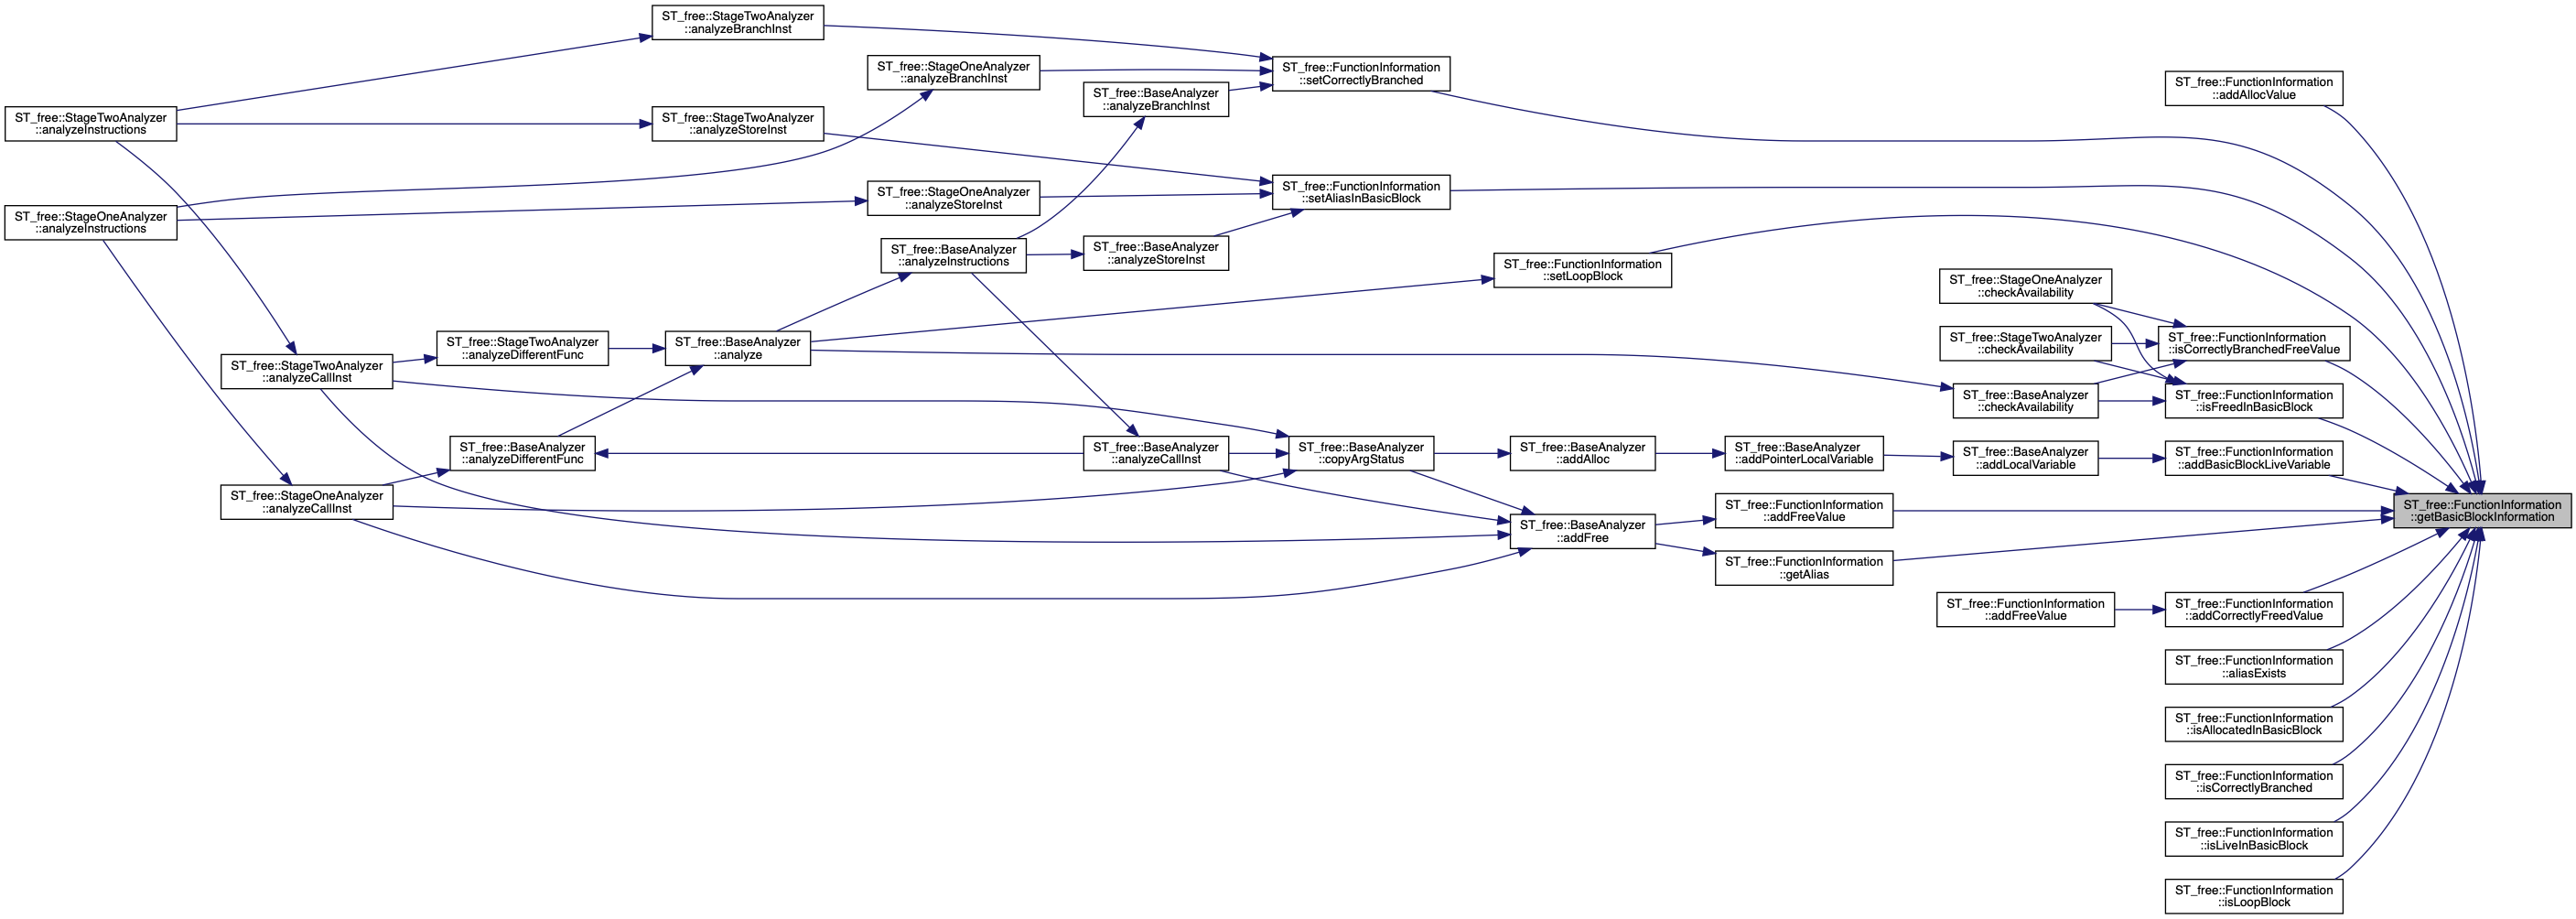 ST_free::StageTwoAnalyzer
::analyzeBranchInst
ST_free::StageOneAnalyzer
::analyzeBranchInst
ST_free::FunctionInformation
::setCorrectlyBranched
ST_free::BaseAnalyzer
::analyzeBranchInst
ST_free::FunctionInformation
::addAllocValue
ST_free::StageTwoAnalyzer
::analyzeInstructions
ST_free::StageTwoAnalyzer
::analyzeStoreInst
ST_free::StageOneAnalyzer
::analyzeInstructions
ST_free::StageOneAnalyzer
::analyzeStoreInst
ST_free::FunctionInformation
::setAliasInBasicBlock
ST_free::BaseAnalyzer
::analyzeInstructions
ST_free::BaseAnalyzer
::analyzeStoreInst
ST_free::FunctionInformation
::setLoopBlock
ST_free::StageOneAnalyzer
::checkAvailability
ST_free::StageTwoAnalyzer
::checkAvailability
ST_free::FunctionInformation
::isCorrectlyBranchedFreeValue
ST_free::StageTwoAnalyzer
::analyzeCallInst
ST_free::StageTwoAnalyzer
::analyzeDifferentFunc
ST_free::BaseAnalyzer
::analyze
ST_free::BaseAnalyzer
::checkAvailability
ST_free::FunctionInformation
::isFreedInBasicBlock
ST_free::BaseAnalyzer
::analyzeDifferentFunc
ST_free::BaseAnalyzer
::analyzeCallInst
ST_free::BaseAnalyzer
::copyArgStatus
ST_free::BaseAnalyzer
::addAlloc
ST_free::BaseAnalyzer
::addPointerLocalVariable
ST_free::BaseAnalyzer
::addLocalVariable
ST_free::FunctionInformation
::addBasicBlockLiveVariable
ST_free::StageOneAnalyzer
::analyzeCallInst
ST_free::BaseAnalyzer
::addFree
ST_free::FunctionInformation
::addFreeValue
ST_free::FunctionInformation
::getBasicBlockInformation
ST_free::FunctionInformation
::getAlias
ST_free::FunctionInformation
::addFreeValue
ST_free::FunctionInformation
::addCorrectlyFreedValue
ST_free::FunctionInformation
::aliasExists
ST_free::FunctionInformation
::isAllocatedInBasicBlock
ST_free::FunctionInformation
::isCorrectlyBranched
ST_free::FunctionInformation
::isLiveInBasicBlock
ST_free::FunctionInformation
::isLoopBlock